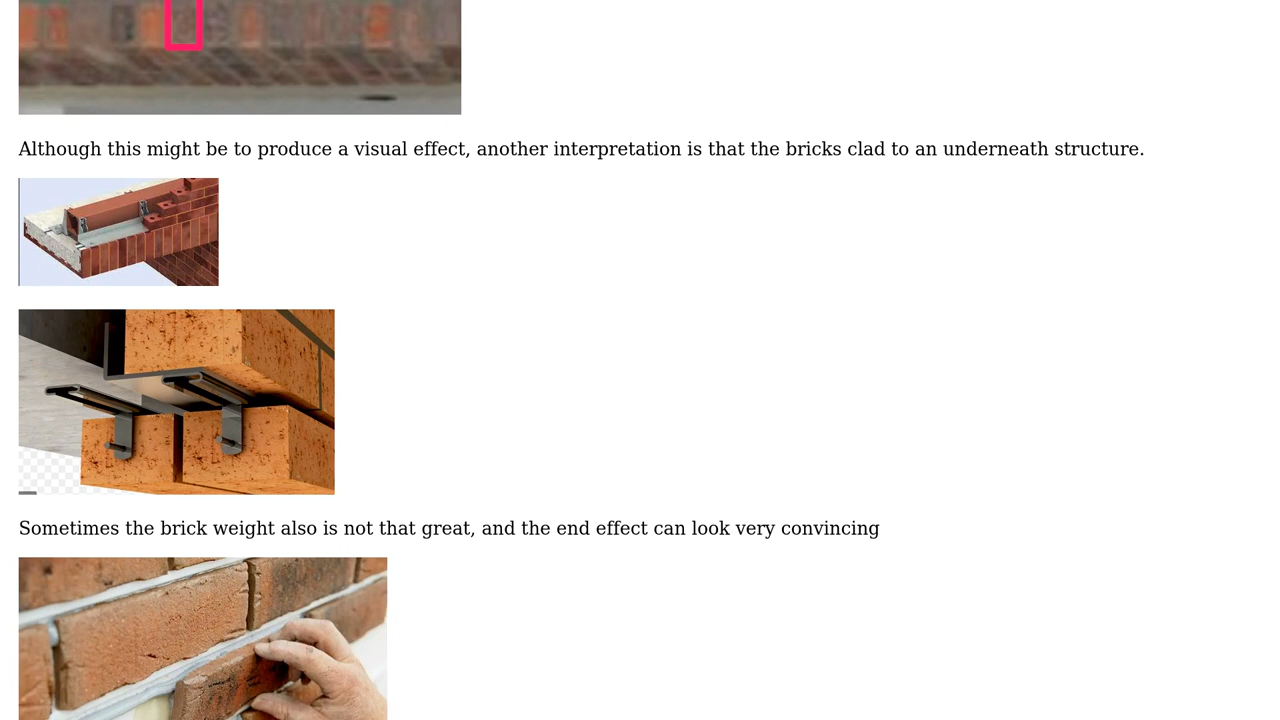 Although this might be to produce a visual effect, another interpretation is that the bricks clad to an underneath structure.
Sometimes the brick weight also is not that great, and the end effect can look very convincing